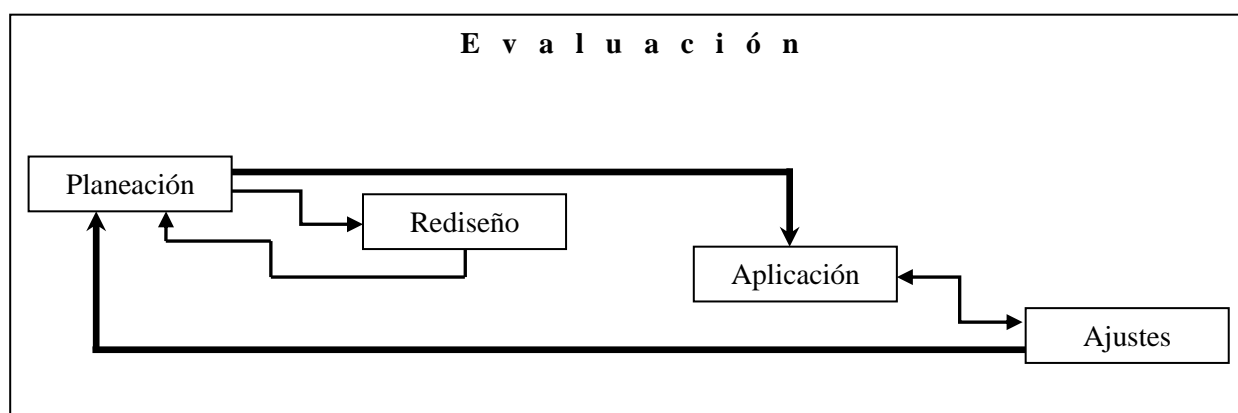 E v a l u a c i ó n
Planeación
Rediseño
Aplicación
Ajustes